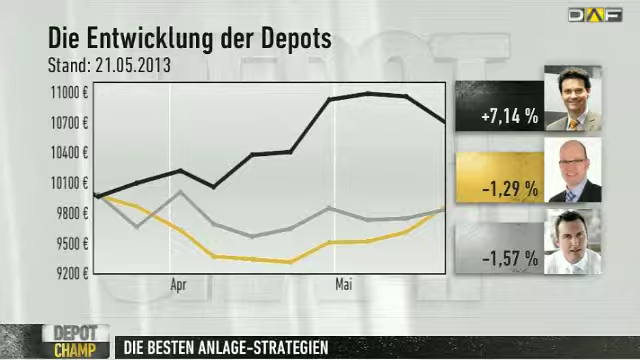 DAF
Die Entwicklung der Depots
Stand: 21.05.2013
11000 €
10700 €
10400 €
10100 €
9800 €
9500 €
9200 €
Apr
Mai
+7,14 %
-1,29 %
-1,57 %
DEPOT
CHAMP
DIE BESTEN ANLAGE-STRATEGIEN